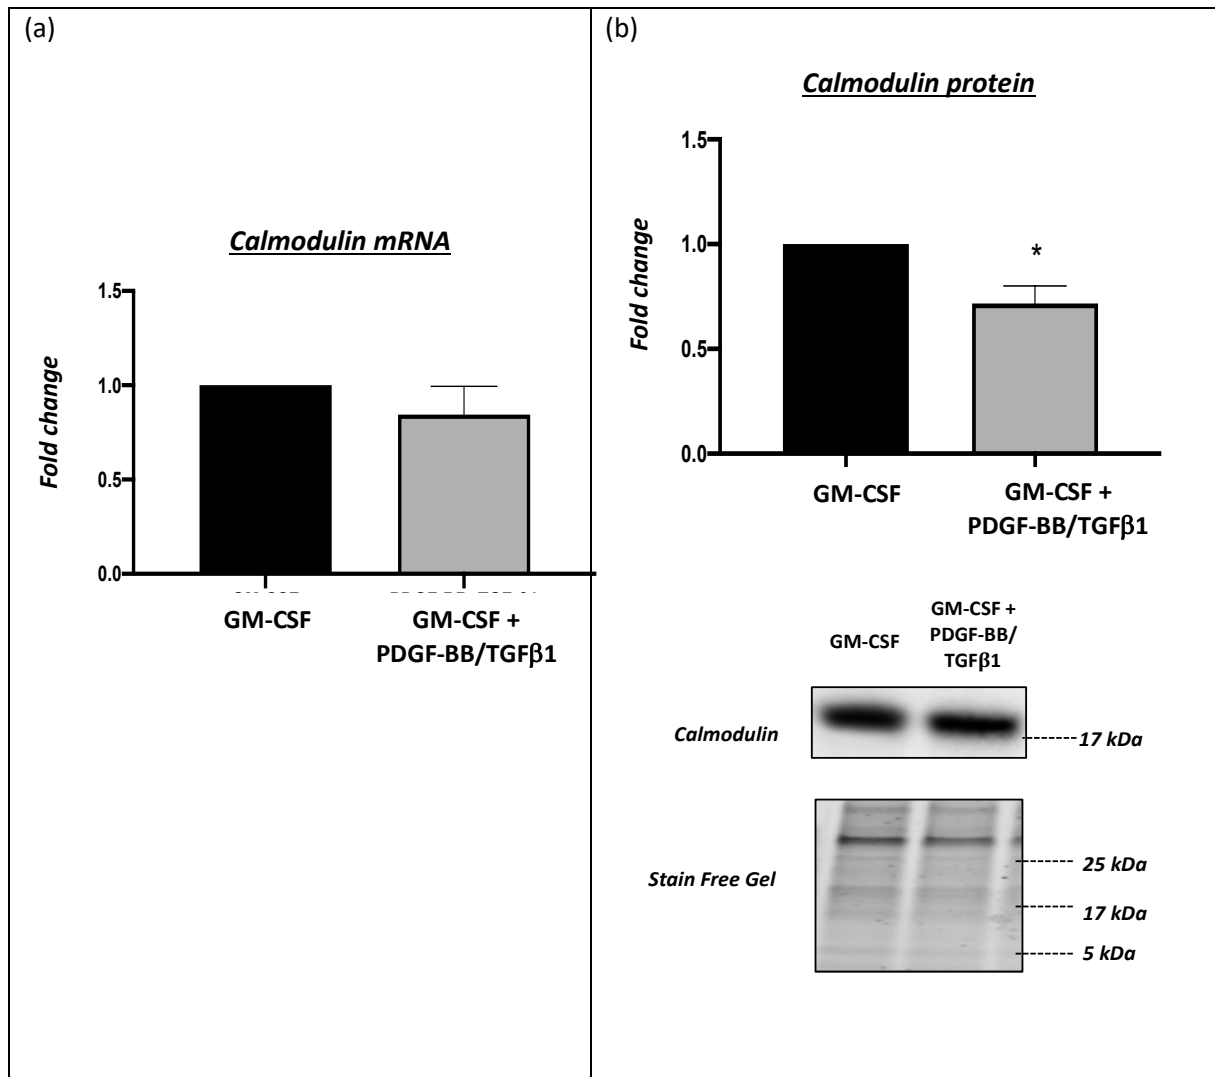 (a)
Calmodulin mRNA
Fold change
1.5
1.0
0.5
0.0
GM-CSF
GM-CSF +
PDGF-BB/TGFβ1
(b)
Calmodulin protein
Fold change
1.5
1.0
0.5
0.0
*
GM-CSF
GM-CSF +
PDGF-BB/TGFβ1
GM-CSF
GM-CSF +
PDGF-BB/
TGFβ1
Calmodulin
17 kDa
Stain Free Gel
25 kDa
17 kDa
5 kDa